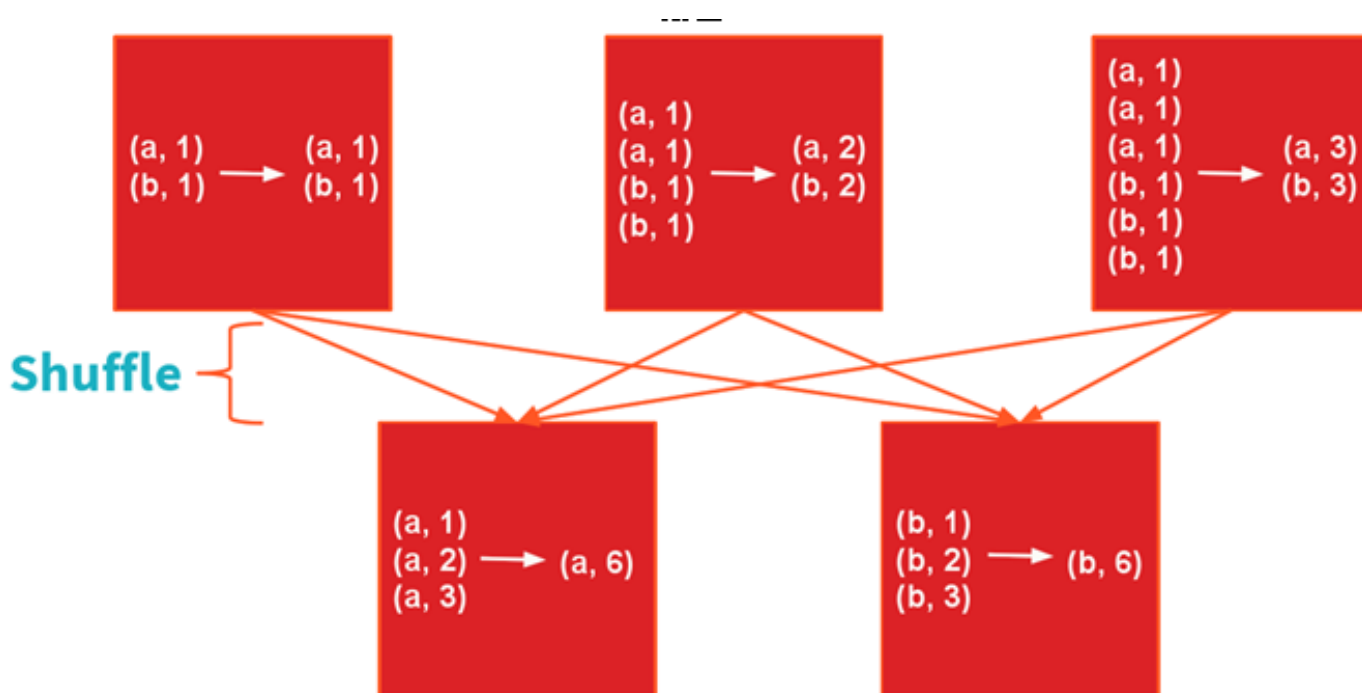 (a, 1)
(b, 1)
(a, 1)
(b, 1)
(a, 1)
(a, 1)
(b, 1)
(b, 1)
(a, 2)
(b, 2)
(a, 1)
(a, 1)
(a, 1)
(b, 1)
(b, 1)
(b, 1)
(a, 3)
(b, 3)
Shuffle
(a, 1)
(a, 2)
(a, 3)
(a, 6)
(b, 1)
(b, 2)
(b, 3)
(b, 6)